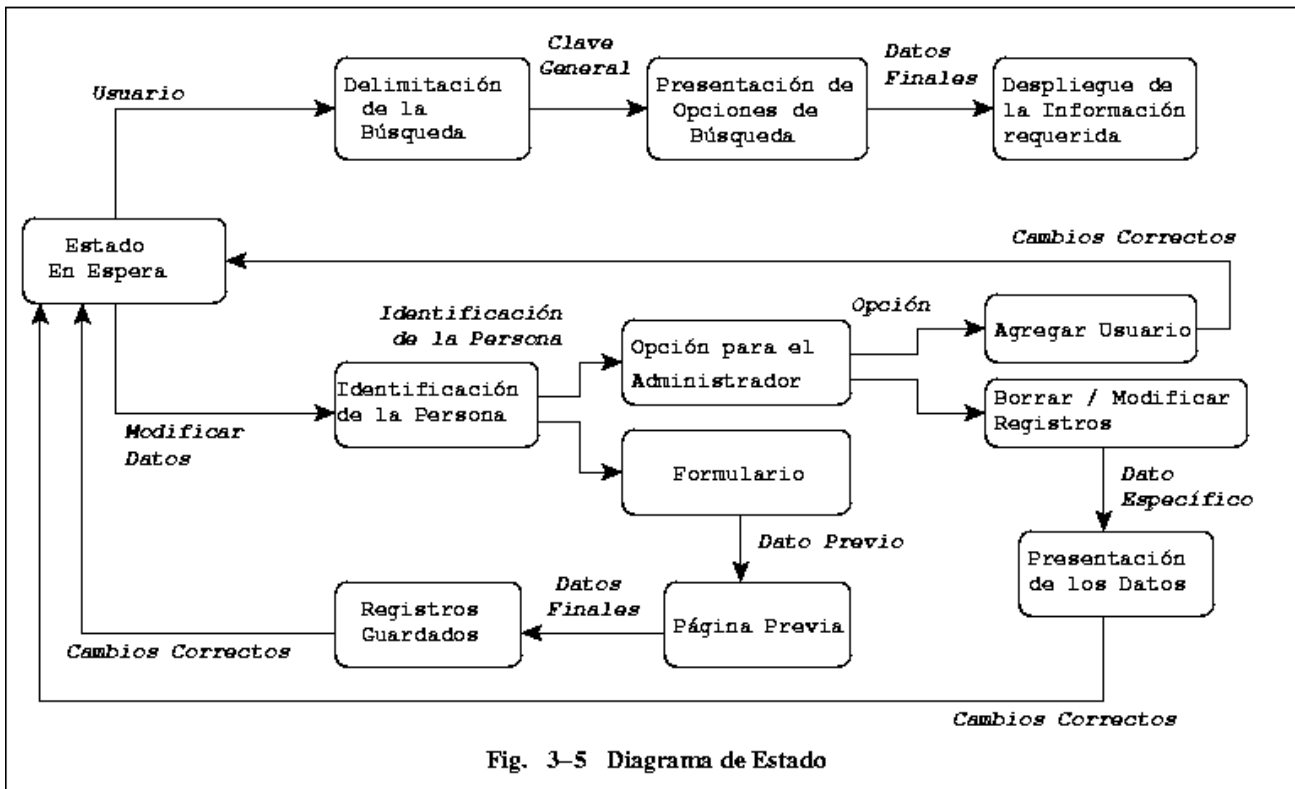 Usuario
Delimitación
de la
Búsqueda
Clave
General
Presentación de
Opciones de
Búsqueda
Datos
Finales
Despliegue de
la Información
requerida
Estado
En Espera
Cambios Correctos
Modificar
Datos
Identificación
de la Persona
Identificación
de la Persona
Opción para el
Administrador
Opción
Agregar Usuario
Borrar / Modificar
Registros
Formulario
Dato
Específico
Dato Previo
Presentación
de los Datos
Página Previa
Datos
Finales
Registros
Guardados
Cambios Correctos
Cambios Correctos
Fig. 3–5 Diagrama de Estado